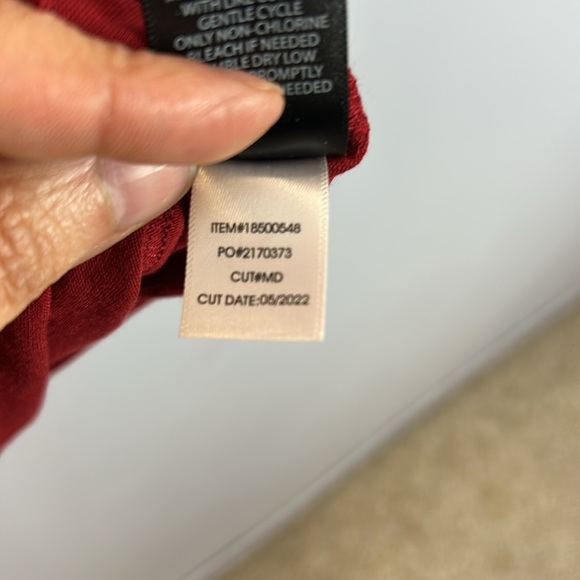 WITH LIKE
GENTLE CYCLE
ONLY NON-CHLORINE
BLEACH IF NEEDED
DRY LOW
PROMPTLY
NEEDED
ITEM#18500548
PO#2170373
CUT#MD
CUT DATE:05/2022